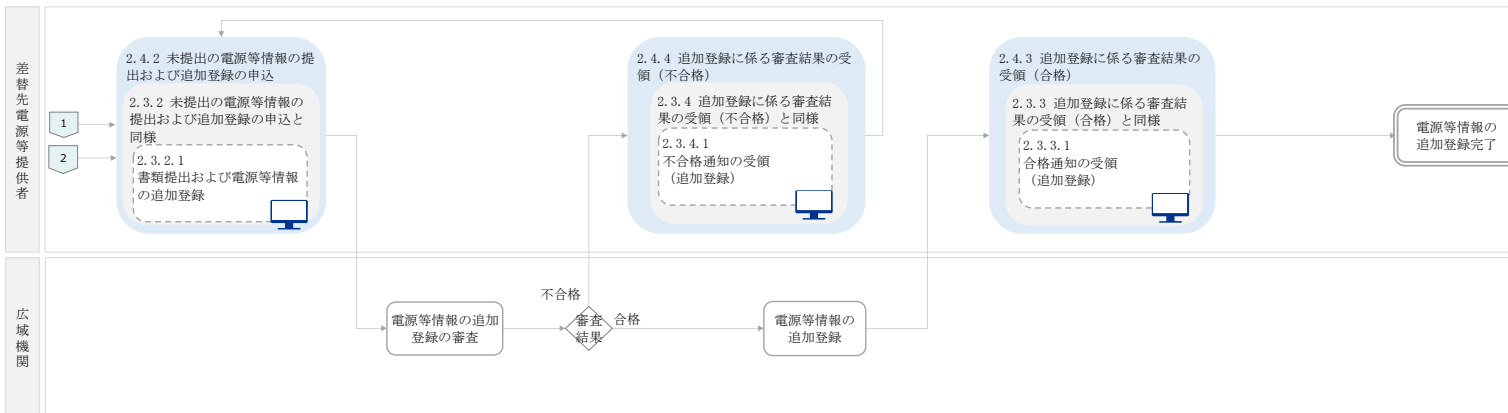 差替先電源等提供者
1
2
2.4.2 未提出の電源等情報の提
出および追加登録の申込
2.3.2 未提出の電源等情報の
提出および追加登録の申込と
同様
2.3.2.1
書類提出および電源等情報
の追加登録
2.4.4 追加登録に係る審査結果の受
領（不合格）
2.3.4 追加登録に係る審査結
果の受領（不合格）と同様
2.3.4.1
不合格通知の受領
（追加登録）
2.4.3 追加登録に係る審査結果の
受領（合格）
2.3.3 追加登録に係る審査結
果の受領（合格）と同様
2.3.3.1
合格通知の受領
（追加登録）
電源等情報の
追加登録完了
広域機関
電源等情報の追加
登録の審査
不合格
審査
結果
合格
電源等情報の
追加登録